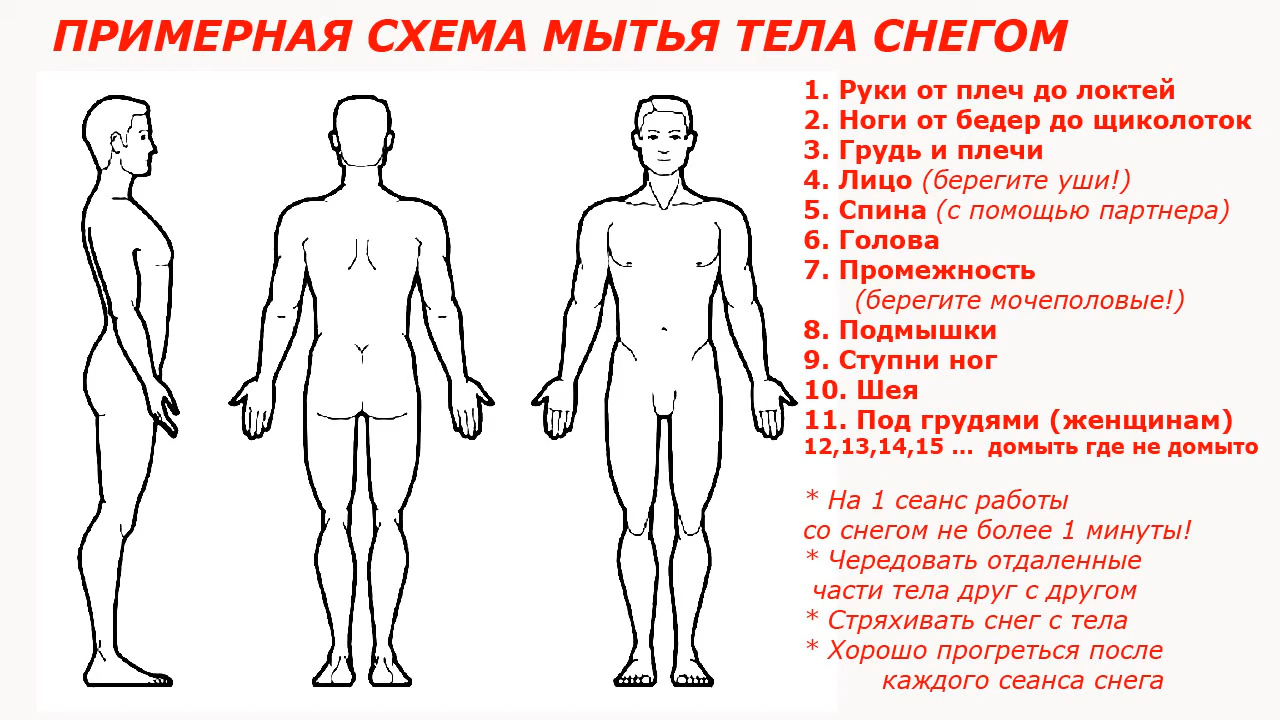 ПРИМЕРНАЯ СХЕМА МЫТЬЯ ТЕЛА СНЕГОМ
1. Руки от плеч до локтей
2. Ноги от бедер до щиколоток
3. Грудь и плечи
4. Лицо (берегите уши!)
5. Спина (с помощью партнера)
6. Голова
7. Промежность
(берегите мочеполовые!)
8. Подмышки
9. Ступни ног
10. Шея
11. Под грудями (женщинам)
12,13,14,15 ... домыть где не домыто
* На 1 сеанс работы
со снегом не более 1 минуты!
* Чередовать отдаленные
части тела друг с другом
* Стряхивать снег с тела
* Хорошо прогреться после
каждого сеанса снега